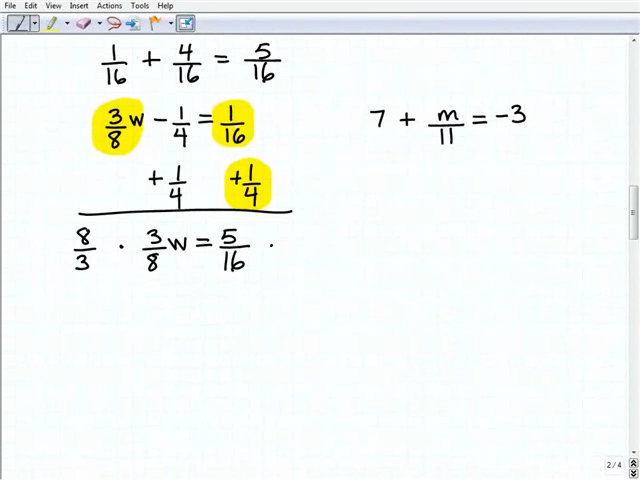 File Edit View Insert Actions Tools Help
1/16 + 4/16 = 5/16
3/8 w - 1/4 = 1/16
+ 1/4 + 1/4
8/3 · 3/8 w = 5/16 ·
7 + m/11 = -3
2 / 4